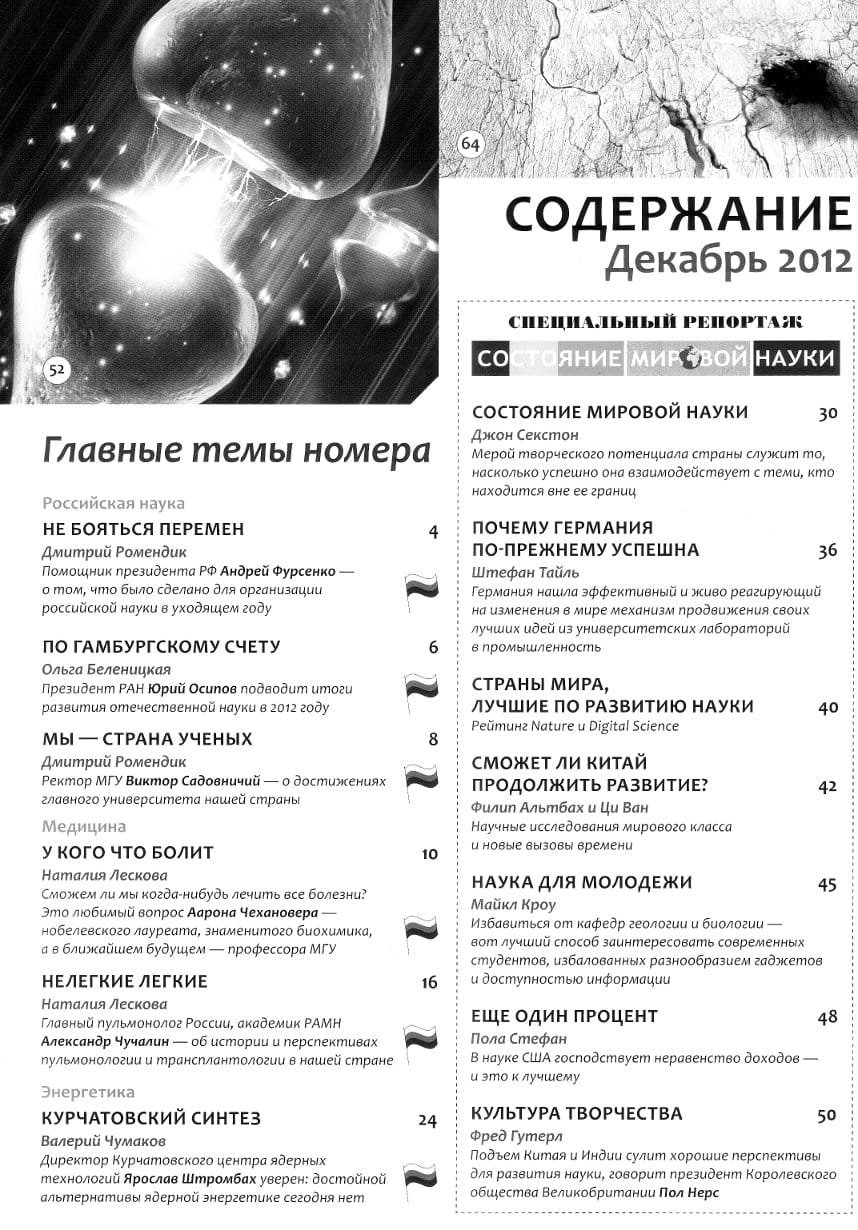 52
64
СОДЕРЖАНИЕ
Декабрь 2012
Главные темы номера
Российская наука
НЕ БОЯТЬСЯ ПЕРЕМЕН 4
Дмитрий Ромендик
Помощник президента РФ Андрей Фурсенко —
о том, что было сделано для организации
российской науки в уходящем году
ПО ГАМБУРГСКОМУ СЧЕТУ 6
Ольга Беленицкая
Президент РАН Юрий Осипов подводит итоги
развития отечественной науки в 2012 году
МЫ — СТРАНА УЧЕНЫХ 8
Дмитрий Ромендик
Ректор МГУ Виктор Садовничий — о достижениях
главного университета нашей страны
Медицина
У КОГО ЧТО БОЛИТ 10
Наталия Лескова
Сможем ли мы когда-нибудь лечить все болезни?
Это любимый вопрос Аарона Чехановера —
нобелевского лауреата, знаменитого биохимика,
а в ближайшем будущем — профессора МГУ
НЕЛЕГКИЕ ЛЕГКИЕ 16
Наталия Лескова
Главный пульмонолог России, академик РАМН
Александр Чучалин — об истории и перспективах
пульмонологии и трансплантологии в нашей стране
Энергетика
КУРЧАТОВСКИЙ СИНТЕЗ 24
Валерий Чумаков
Директор Курчатовского центра ядерных
технологий Ярослав Штромбах уверен: достойной
альтернативы ядерной энергетике сегодня нет
СПЕЦИАЛЬНЫЙ РЕПОРТАЖ
СОСТОЯНИЕ МИРОВОЙ НАУКИ
СОСТОЯНИЕ МИРОВОЙ НАУКИ 30
Джон Секстон
Мерой творческого потенциала страны служит то,
насколько успешно она взаимодействует с теми, кто
находится вне ее границ
ПОЧЕМУ ГЕРМАНИЯ
ПО-ПРЕЖНЕМУ УСПЕШНА 36
Штефан Тайль
Германия нашла эффективный и живо реагирующий
на изменения в мире механизм продвижения своих
лучших идей из университетских лабораторий
в промышленность
СТРАНЫ МИРА,
ЛУЧШИЕ ПО РАЗВИТИЮ НАУКИ 40
Рейтинг Nature и Digital Science
СМОЖЕТ ЛИ КИТАЙ
ПРОДОЛЖИТЬ РАЗВИТИЕ? 42
Филип Альтбах и Ци Ван
Научные исследования мирового класса
и новые вызовы времени
НАУКА ДЛЯ МОЛОДЕЖИ 45
Майкл Кроу
Избавиться от кафедр геологии и биологии —
вот лучший способ заинтересовать современных
студентов, избалованных разнообразием гаджетов
и доступностью информации
ЕЩЕ ОДИН ПРОЦЕНТ 48
Пола Стефан
В науке США господствует неравенство доходов —
и это к лучшему
КУЛЬТУРА ТВОРЧЕСТВА 50
Фред Гутерл
Подъем Китая и Индии сулит хорошие перспективы
для развития науки, говорит президент Королевского
общества Великобритании Пол Нерс